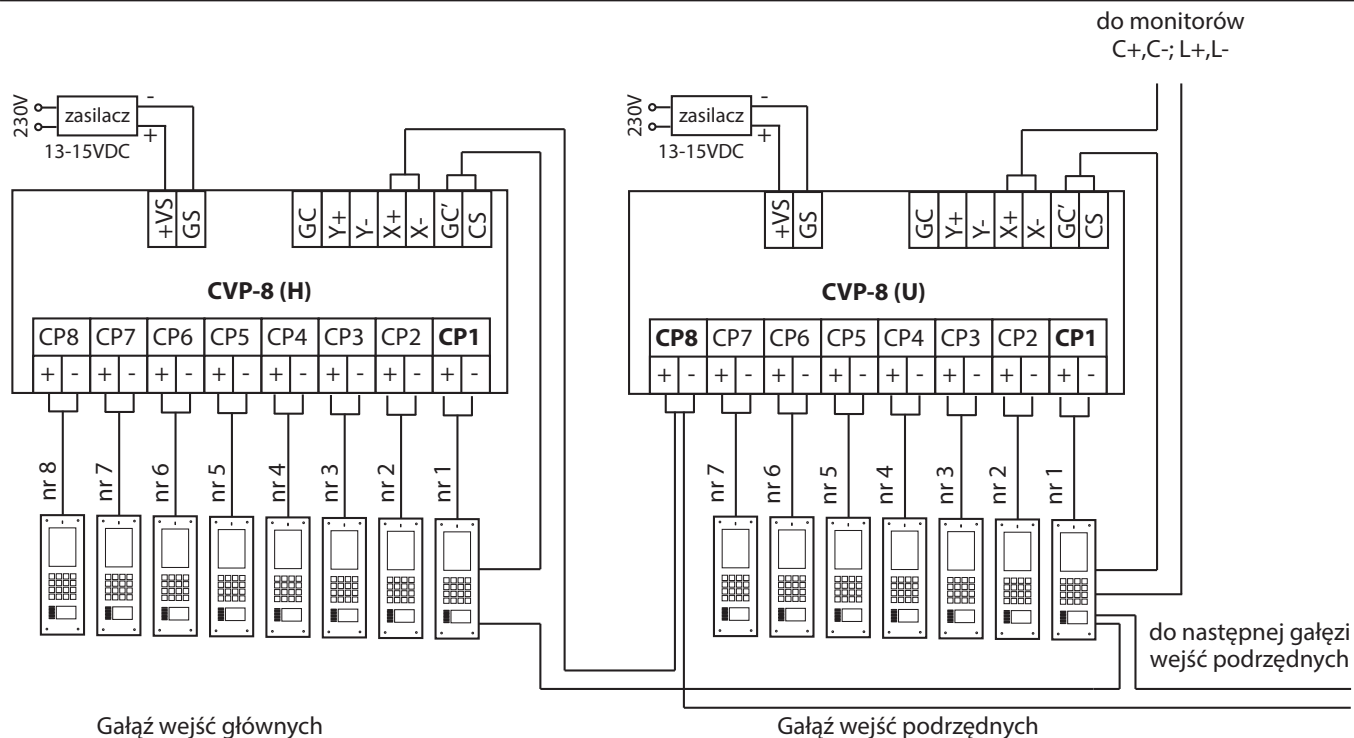 do monitorów
C+,C-; L+,L-
230V
zasilacz
-
+
13-15VDC
+VS
GS
GC
Y+
Y-
X+
X-
GC'
CS
CVP-8 (H)
CP8 CP7 CP6 CP5 CP4 CP3 CP2 CP1
+ - + - + - + - + - + - + - + -
nr 8
nr 7
nr 6
nr 5
nr 4
nr 3
nr 2
nr 1
Gałąź wejść głównych
230V
zasilacz
-
+
13-15VDC
+VS
GS
GC
Y+
Y-
X+
X-
GC'
CS
CVP-8 (U)
CP8 CP7 CP6 CP5 CP4 CP3 CP2 CP1
+ - + - + - + - + - + - + - + -
nr 7
nr 6
nr 5
nr 4
nr 3
nr 2
nr 1
do następnej gałęzi
wejść podrzędnych
Gałąź wejść podrzędnych